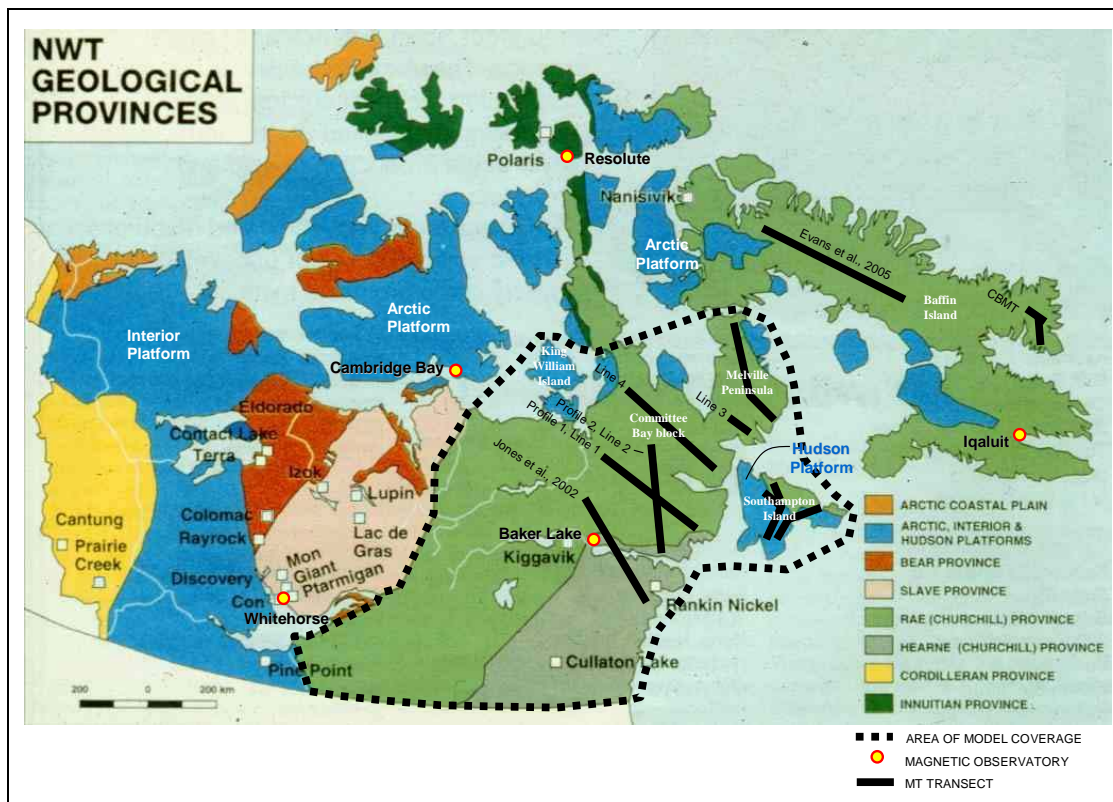 NWT
GEOLOGICAL
PROVINCES
Polaris
Resolute
Nanisivik
Arctic
Platform
Evans et al., 2005
Baffin
Island
CBMT
Interior
Platform
Arctic
Platform
Cambridge Bay
King
William
Island
Line 4
Melville
Peninsula
Line 3
Committee
Bay block
Profile 2, Line 2
Profile 1, Line 1
Jones et al., 2002
Hudson
Platform
Iqaluit
Southampton
Island
Eldorado
Contact Lake
Terra
Izok
Lupin
Colomac
Rayrock
Lac de
Gras
Cantung
Prairie
Creek
Discovery
Mon
Giant
Ptarmigan
Con
Whitehorse
Pine Point
Baker Lake
Kiggavik
Rankin Nickel
Cullaton Lake
200 0 200 km
ARCTIC COASTAL PLAIN
ARCTIC, INTERIOR &
HUDSON PLATFORMS
BEAR PROVINCE
SLAVE PROVINCE
RAE (CHURCHILL) PROVINCE
HEARNE (CHURCHILL) PROVINCE
CORDILLERAN PROVINCE
INNUITIAN PROVINCE
AREA OF MODEL COVERAGE
MAGNETIC OBSERVATORY
MT TRANSECT